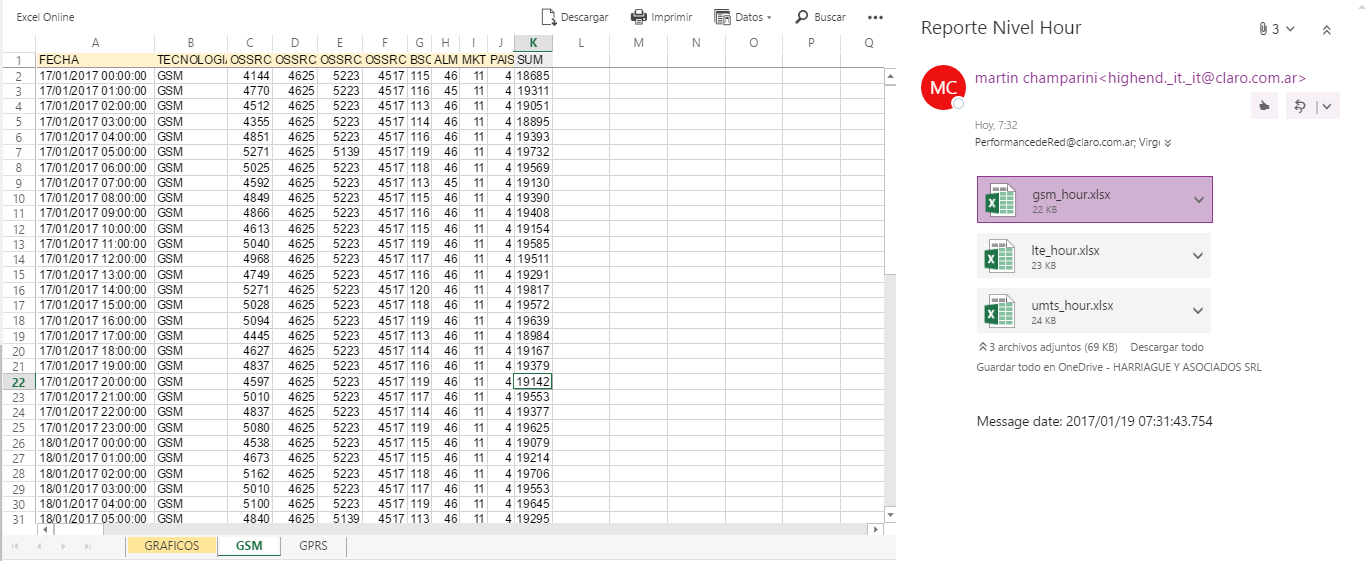 Excel Online
Descargar Imprimir Datos Buscar
A B C D E F G H I J K L M N O P Q
1 FECHA TECNOLOGIA OSSRC OSSRC OSSRC OSSRC BSC ALM MKT PAIS SUM
2 17/01/2017 00:00:00 GSM 4144 4625 5223 4517 115 46 11 4 18685
3 17/01/2017 01:00:00 GSM 4770 4625 5223 4517 116 45 11 4 19311
4 17/01/2017 02:00:00 GSM 4512 4625 5223 4517 113 46 11 4 19051
5 17/01/2017 03:00:00 GSM 4355 4625 5223 4517 114 46 11 4 18895
6 17/01/2017 04:00:00 GSM 4851 4625 5223 4517 116 46 11 4 19393
7 17/01/2017 05:00:00 GSM 5271 4625 5139 4517 119 46 11 4 19732
8 17/01/2017 06:00:00 GSM 5025 4625 5223 4517 118 46 11 4 19569
9 17/01/2017 07:00:00 GSM 4592 4625 5223 4517 113 45 11 4 19130
10 17/01/2017 08:00:00 GSM 4849 4625 5223 4517 115 46 11 4 19390
11 17/01/2017 09:00:00 GSM 4866 4625 5223 4517 116 46 11 4 19408
12 17/01/2017 10:00:00 GSM 4613 4625 5223 4517 115 46 11 4 19154
13 17/01/2017 11:00:00 GSM 5040 4625 5223 4517 119 46 11 4 19585
14 17/01/2017 12:00:00 GSM 4968 4625 5223 4517 117 46 11 4 19511
15 17/01/2017 13:00:00 GSM 4749 4625 5223 4517 116 46 11 4 19291
16 17/01/2017 14:00:00 GSM 5271 4625 5223 4517 120 46 11 4 19817
17 17/01/2017 15:00:00 GSM 5028 4625 5223 4517 118 46 11 4 19572
18 17/01/2017 16:00:00 GSM 5094 4625 5223 4517 119 46 11 4 19639
19 17/01/2017 17:00:00 GSM 4445 4625 5223 4517 113 46 11 4 18984
20 17/01/2017 18:00:00 GSM 4627 4625 5223 4517 114 46 11 4 19167
21 17/01/2017 19:00:00 GSM 4837 4625 5223 4517 116 46 11 4 19379
22 17/01/2017 20:00:00 GSM 4597 4625 5223 4517 119 46 11 4 19142
23 17/01/2017 21:00:00 GSM 5010 4625 5223 4517 117 46 11 4 19553
24 17/01/2017 22:00:00 GSM 4837 4625 5223 4517 114 46 11 4 19377
25 17/01/2017 23:00:00 GSM 5080 4625 5223 4517 119 46 11 4 19625
26 18/01/2017 00:00:00 GSM 4538 4625 5223 4517 115 46 11 4 19079
27 18/01/2017 01:00:00 GSM 4673 4625 5223 4517 115 46 11 4 19214
28 18/01/2017 02:00:00 GSM 5162 4625 5223 4517 118 46 11 4 19706
29 18/01/2017 03:00:00 GSM 5010 4625 5223 4517 117 46 11 4 19553
30 18/01/2017 04:00:00 GSM 5100 4625 5223 4517 119 46 11 4 19645
31 18/01/2017 05:00:00 GSM 4840 4625 5139 4517 113 46 11 4 19295
GRAFICOS GSM GPRS
Reporte Nivel Hour
3
MC
martin champarini<highend._it._it@claro.com.ar>
Hoy, 7:32
PerformancedeRed@claro.com.ar; Virg
gsm_hour.xlsx
22 KB
lte_hour.xlsx
23 KB
umts_hour.xlsx
24 KB
3 archivos adjuntos (69 KB) Descargar todo
Guardar todo en OneDrive - HARRIAGUE Y ASOCIADOS SRL
Message date: 2017/01/19 07:31:43.754